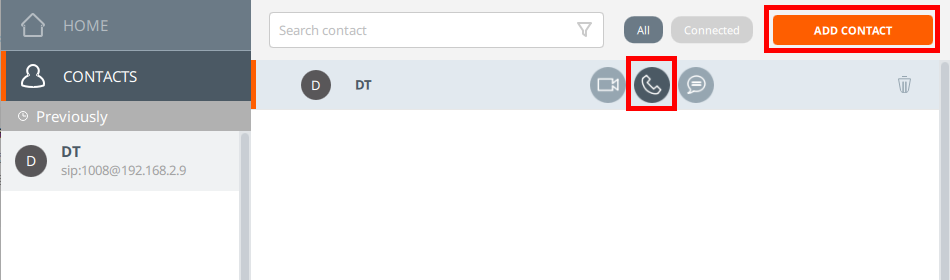 HOME
CONTACTS
Previously
D
DT
sip:1008@192.168.2.9
Search contact
All
Connected
ADD CONTACT
D
DT